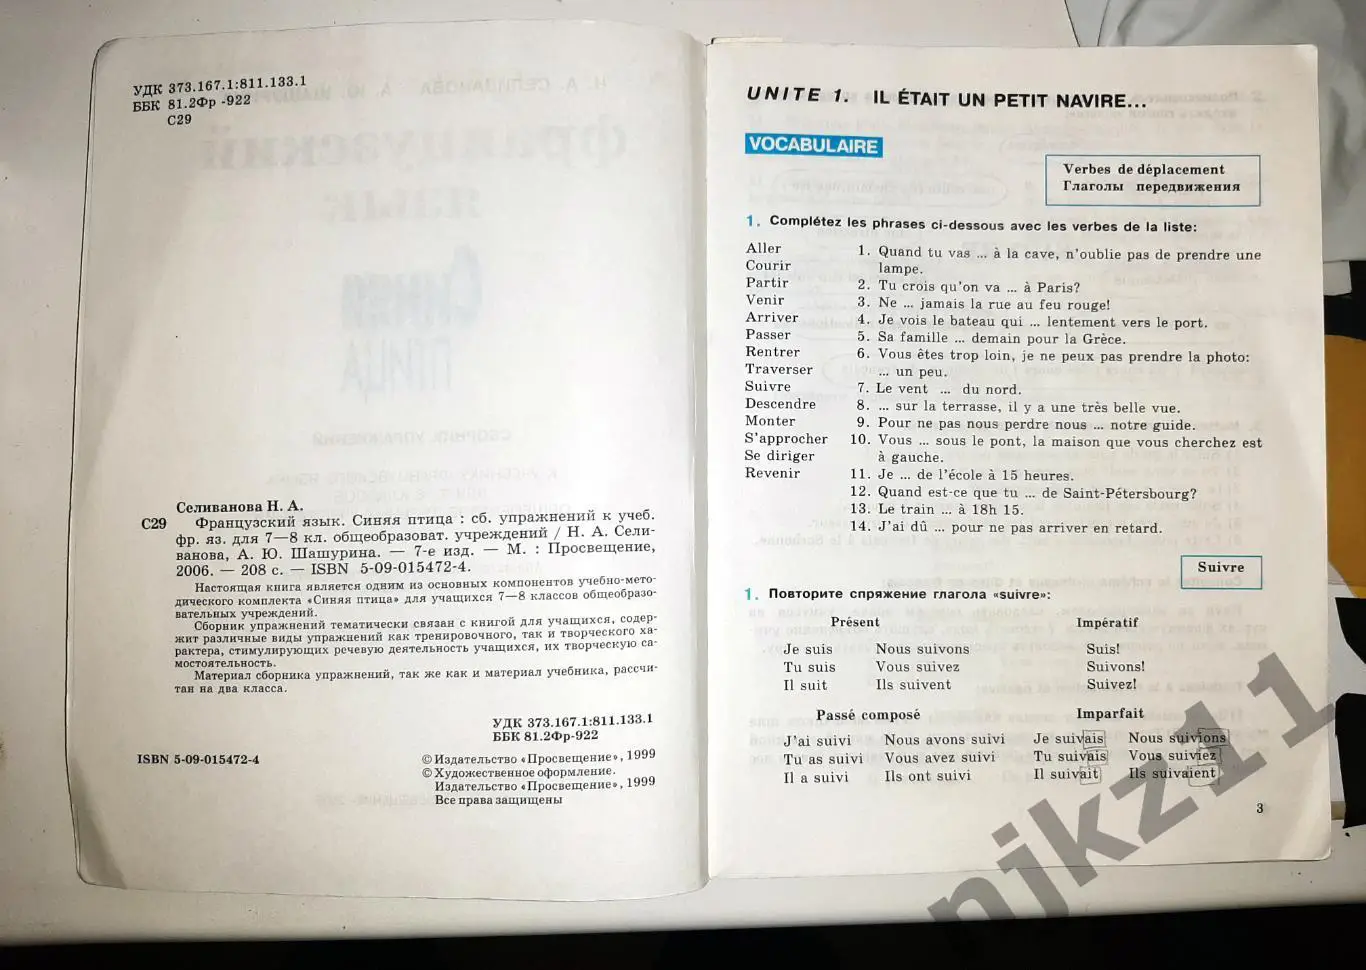 УДК 373.167.1:811.133.1
ББК 81.2Фр -922
С29
Селиванова Н. А.
С29 Французский язык. Синяя птица : сб. упражнений к учеб.
фр. яз. для 7—8 кл. общеобразоват. учреждений / Н. А. Сели-
ванова, А. Ю. Шашурина. — 7-е изд. — М. : Просвещение,
2006. — 208 с. — ISBN 5-09-015472-4.
Настоящая книга является одним из основных компонентов учебно-мето-
дического комплекта «Синяя птица» для учащихся 7—8 классов общеобразо-
вательных учреждений.
Сборник упражнений тематически связан с книгой для учащихся, содер-
жит различные виды упражнений как тренировочного, так и творческого ха-
рактера, стимулирующих речевую деятельность учащихся, их творческую са-
мостоятельность.
Материал сборника упражнений, так же как и материал учебника, рассчи-
тан на два класса.
УДК 373.167.1:811.133.1
ББК 81.2Фр-922
ISBN 5-09-015472-4
© Издательство «Просвещение», 1999
© Художественное оформление.
Издательство «Просвещение», 1999
Все права защищены
UNITE 1. IL ÉTAIT UN PETIT NAVIRE...
VOCABULAIRE
Verbes de déplacement
Глаголы передвижения
1. Complétez les phrases ci-dessous avec les verbes de la liste:
Aller
Courir
Partir
Venir
Arriver
Passer
Rentrer
Traverser
Suivre
Descendre
Monter
S'approcher
Se diriger
Revenir
1. Quand tu vas ... à la cave, n'oublie pas de prendre une
lampe.
2. Tu crois qu'on va ... à Paris?
3. Ne ... jamais la rue au feu rouge!
4. Je vois le bateau qui ... lentement vers le port.
5. Sa famille ... demain pour la Grèce.
6. Vous êtes trop loin, je ne peux pas prendre la photo:
... un peu.
7. Le vent ... du nord.
8. ... sur la terrasse, il y a une très belle vue.
9. Pour ne pas nous perdre nous ... notre guide.
10. Vous ... sous le pont, la maison que vous cherchez est
à gauche.
11. Je ... de l'école à 15 heures.
12. Quand est-ce que tu ... de Saint-Pétersbourg?
13. Le train ... à 18h 15.
14. J'ai dû ... pour ne pas arriver en retard.
Suivre
1. Повторите спряжение глагола «suivre»:
Présent Impératif
Je suis Nous suivons Suis!
Tu suis Vous suivez Suivons!
Il suit Ils suivent Suivez!
Passé composé Imparfait
J'ai suivi Nous avons suivi Je suivais Nous suivions
Tu as suivi Vous avez suivi Tu suivais Vous suiviez
Il a suivi Ils ont suivi Il suivait Ils suivaient
3
njkz11